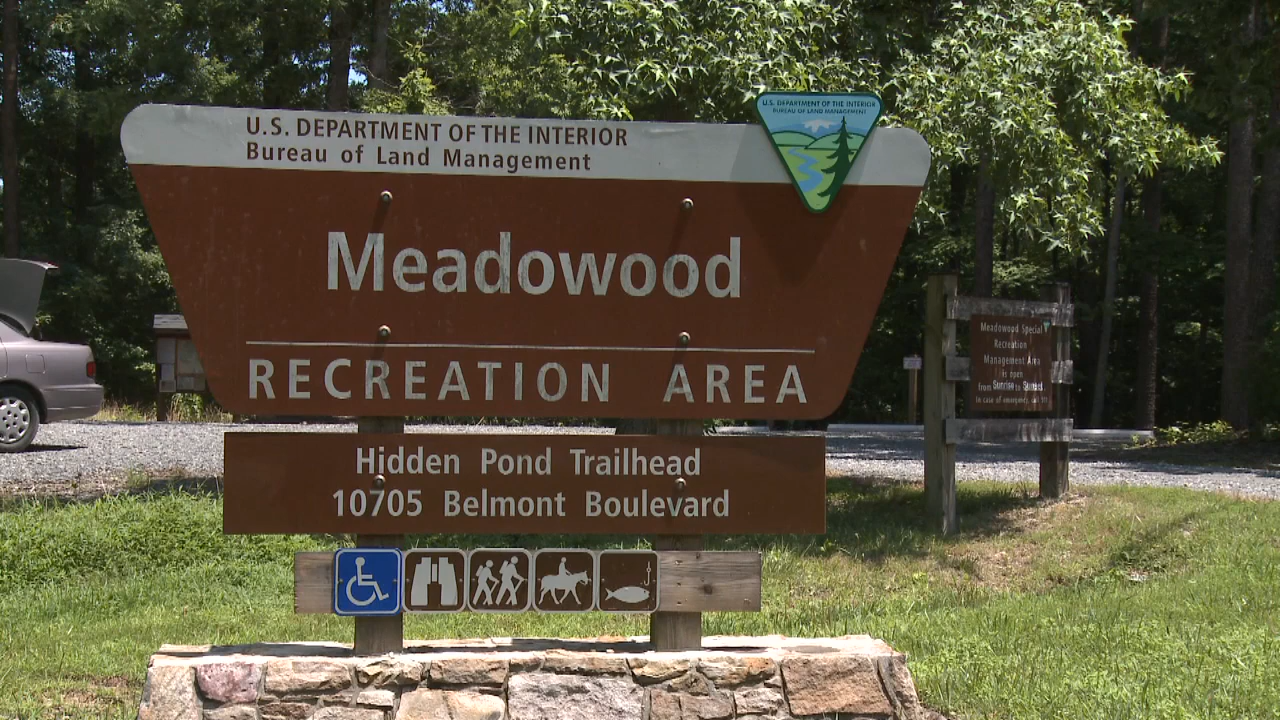 U.S. DEPARTMENT OF THE INTERIOR
Bureau of Land Management
U.S. DEPARTMENT OF THE INTERIOR
BUREAU OF LAND MANAGEMENT
Meadowood
RECREATION AREA
Hidden Pond Trailhead
10705 Belmont Boulevard
Meadowood Special
Recreation
Management Area
is open
from Sunrise to Sunset.
In case of emergency, call 911